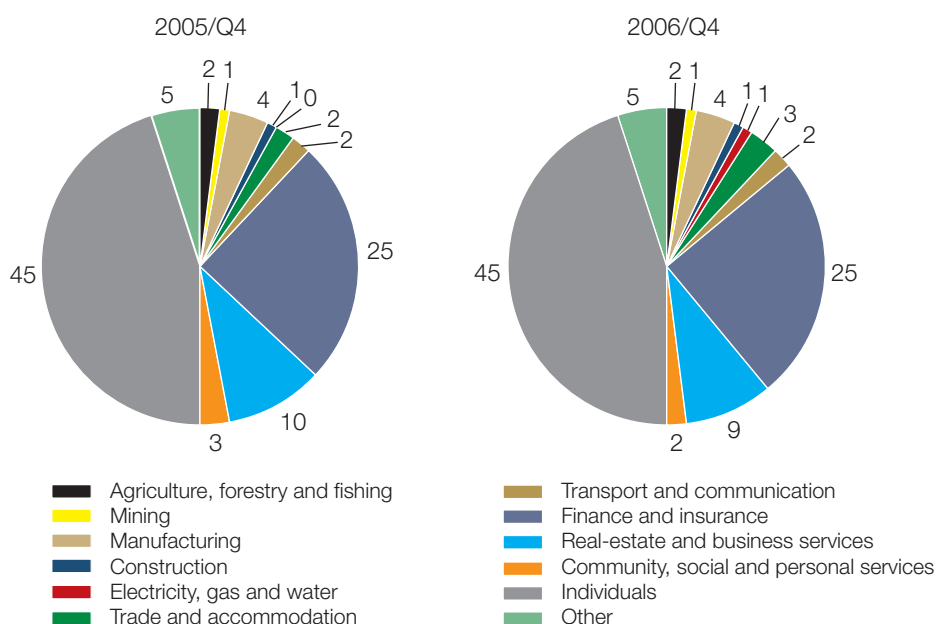 2005/Q4
2006/Q4
5
2 1
4
1 0
2
2
25
10
3
45
5
2 1
4
1 1
3
2
25
9
2
45
Agriculture, forestry and fishing
Mining
Manufacturing
Construction
Electricity, gas and water
Trade and accommodation
Transport and communication
Finance and insurance
Real-estate and business services
Community, social and personal services
Individuals
Other